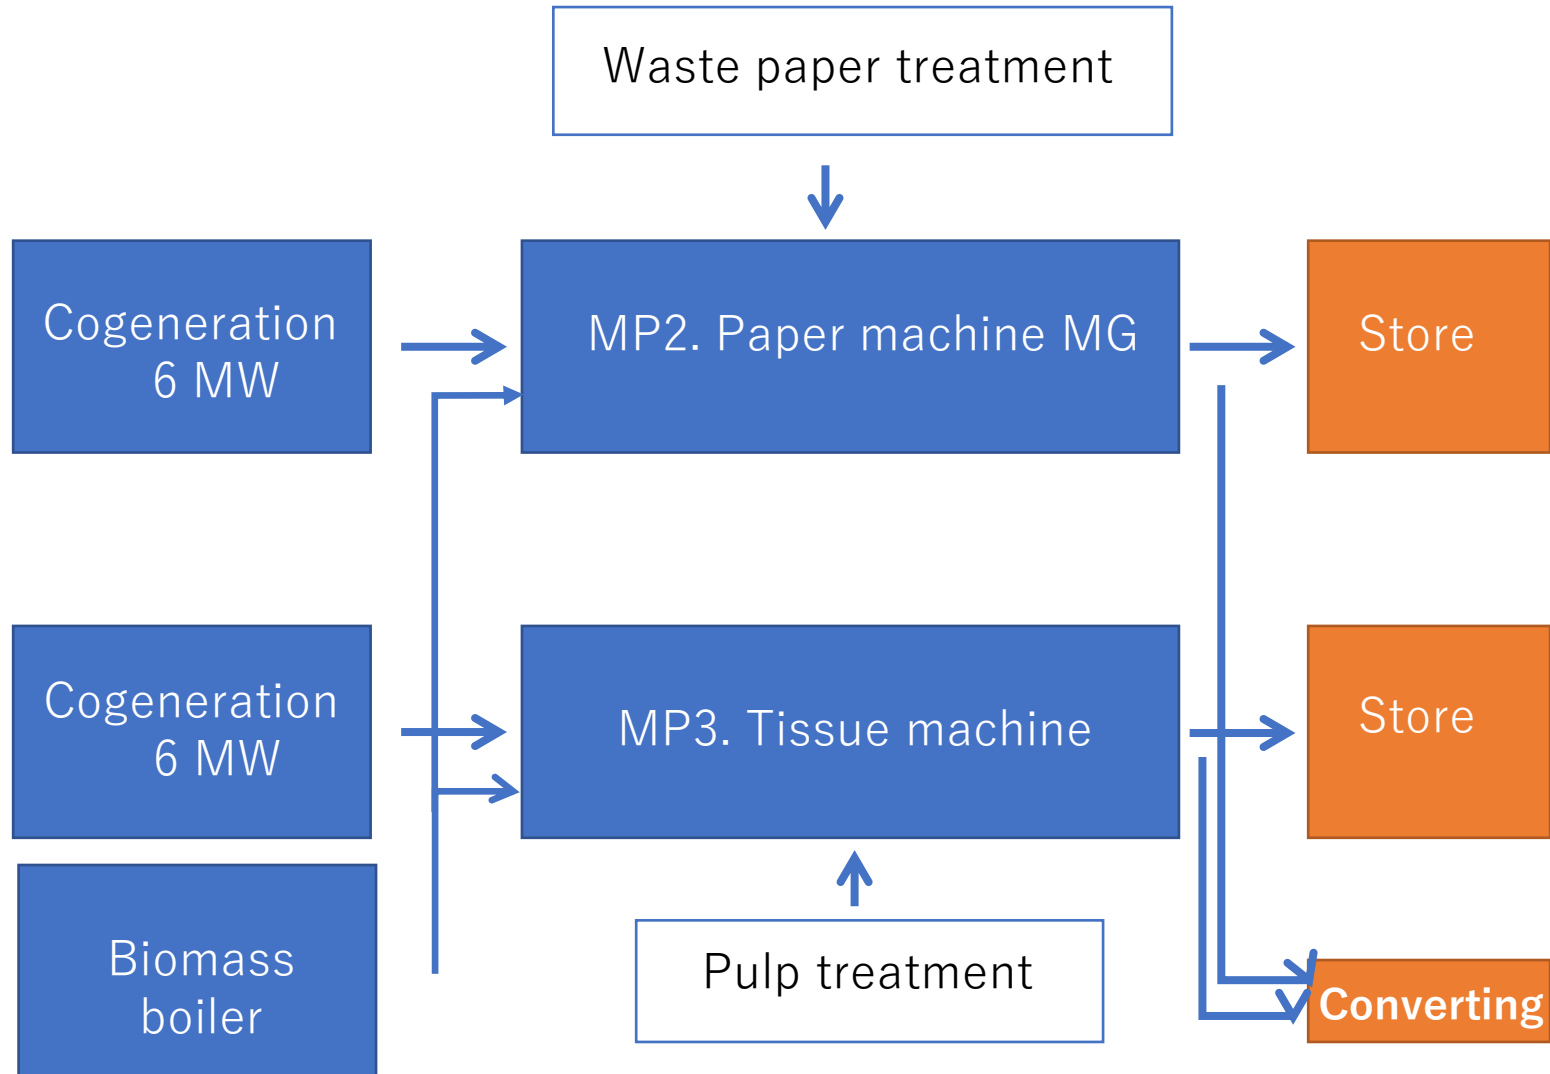 Waste paper treatment
Cogeneration
6 MW
MP2. Paper machine MG
Store
Cogeneration
6 MW
MP3. Tissue machine
Store
Biomass
boiler
Pulp treatment
Converting